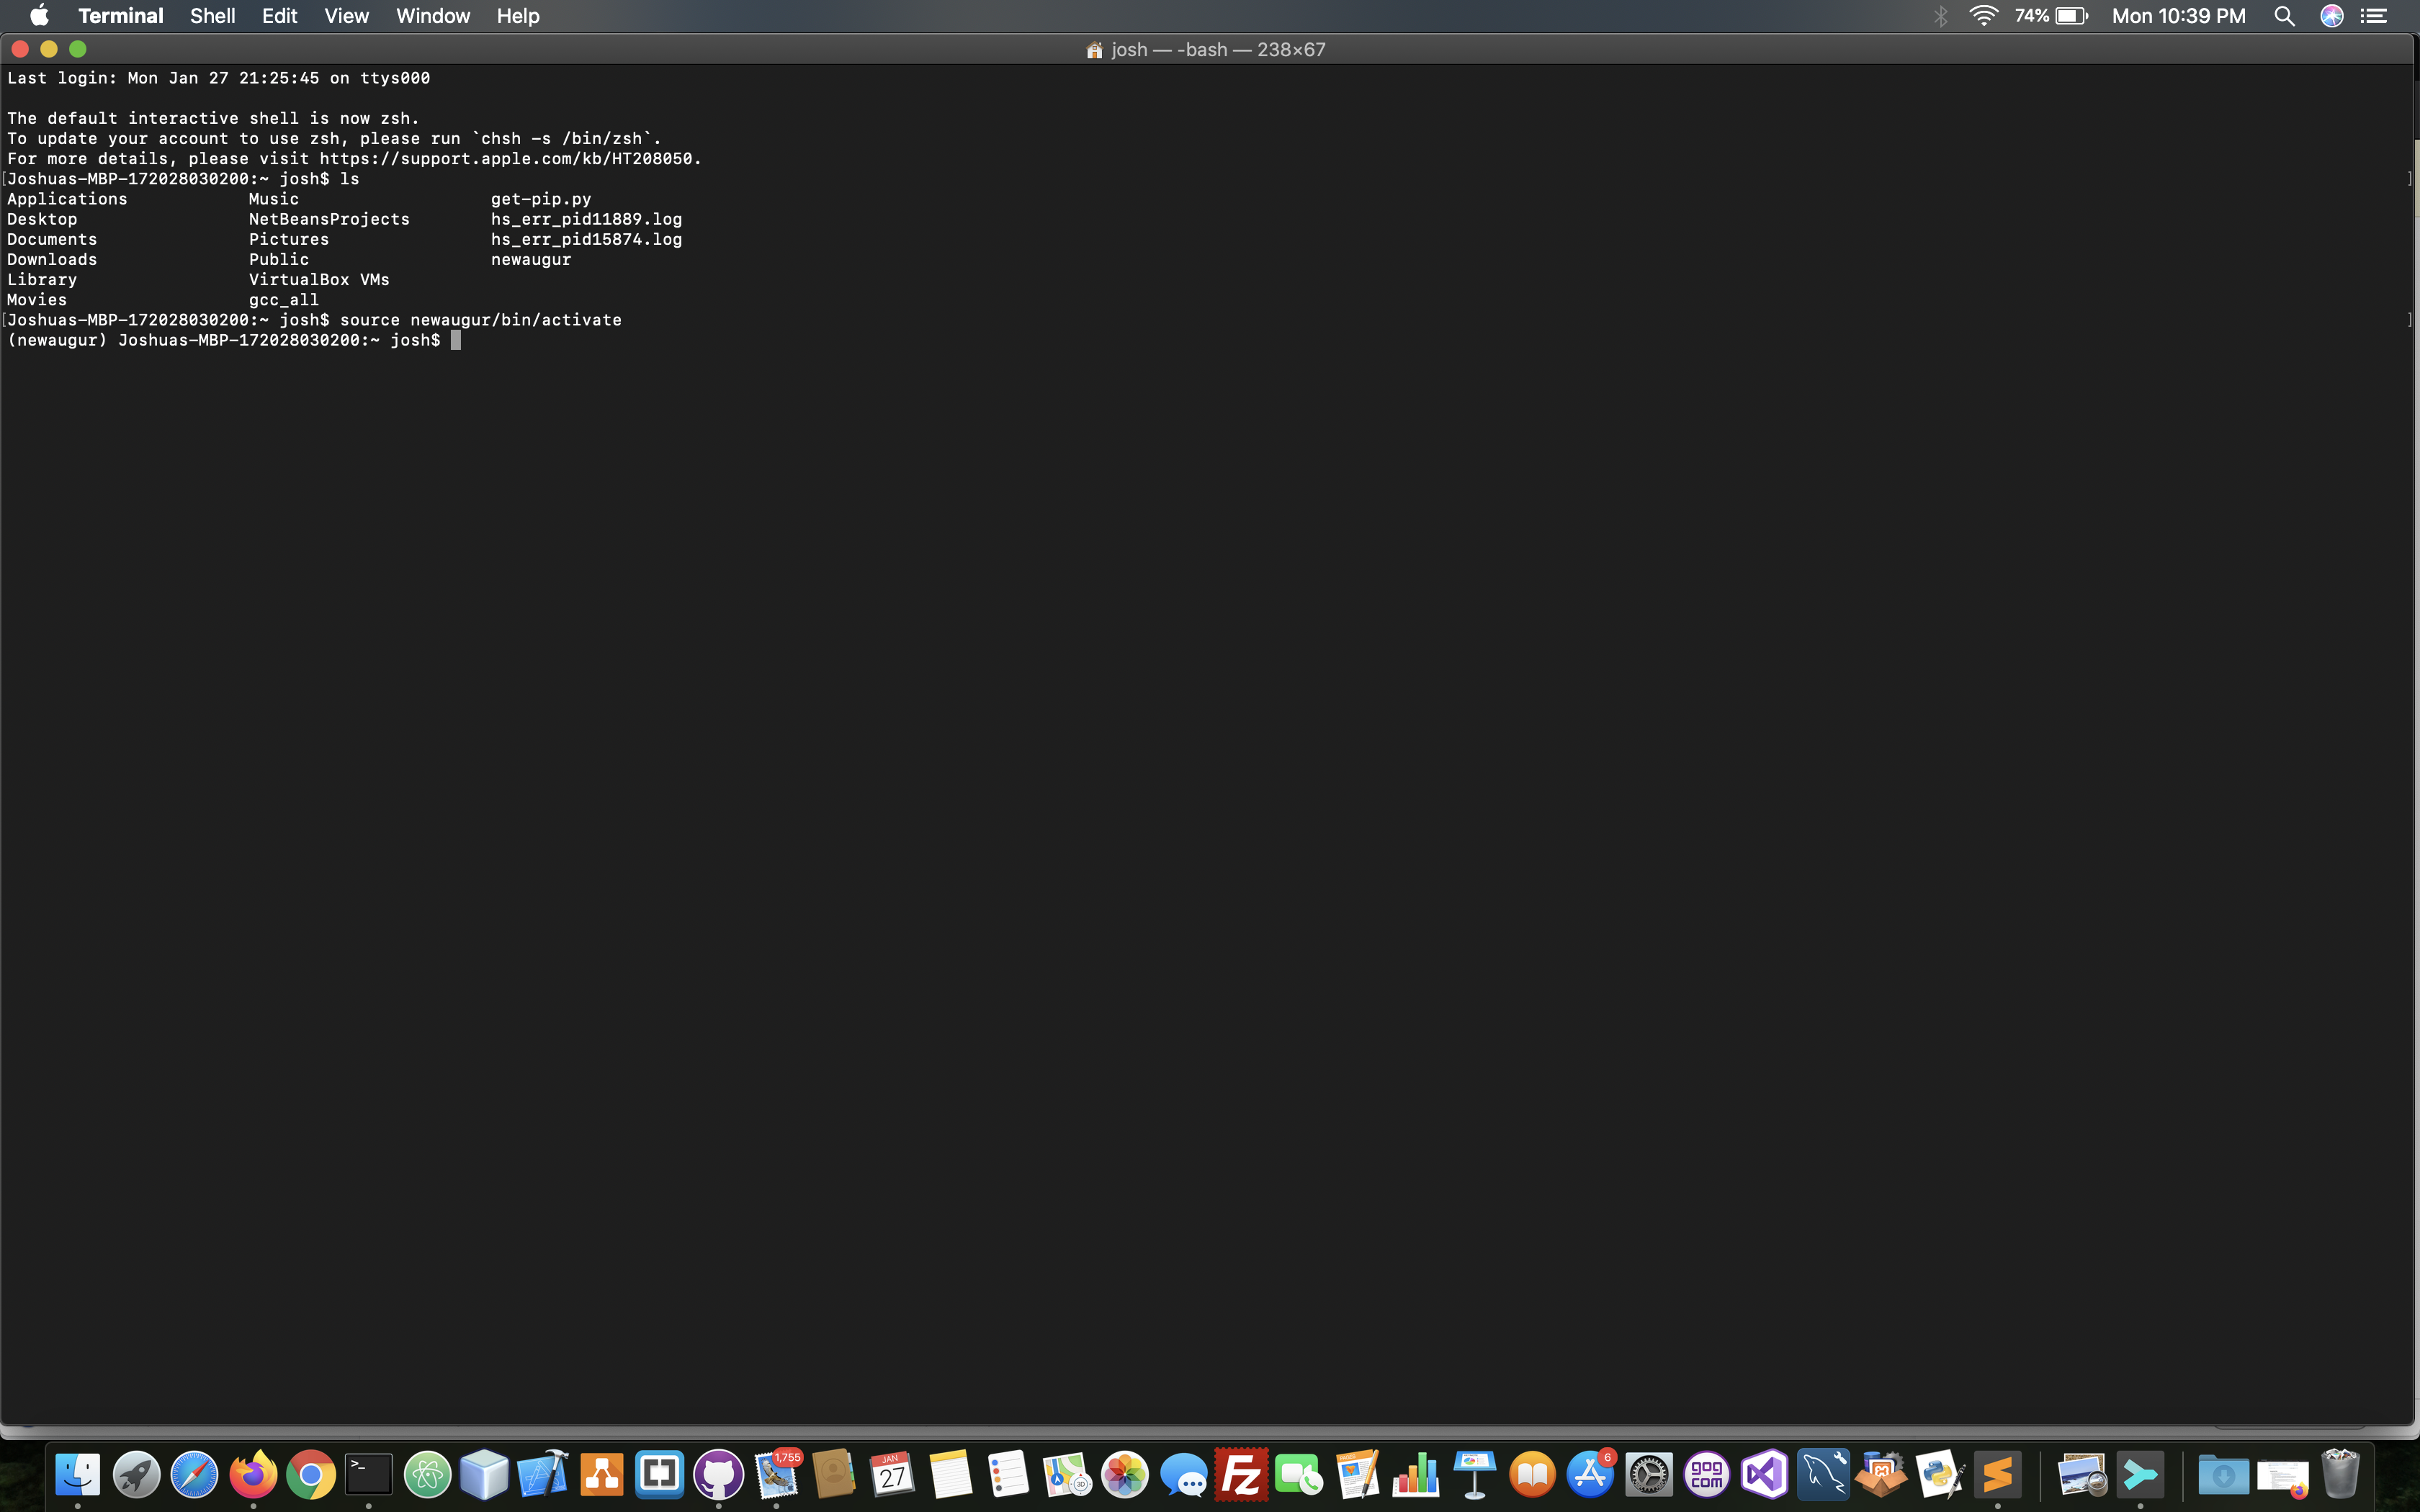 Terminal Shell Edit View Window Help 74% Mon 10:39 PM
josh — -bash — 238×67
Last login: Mon Jan 27 21:25:45 on ttys000
The default interactive shell is now zsh.
To update your account to use zsh, please run `chsh -s /bin/zsh`.
For more details, please visit https://support.apple.com/kb/HT208050.
[Joshuas-MBP-172028030200:~ josh$ ls ]
Applications Music get-pip.py
Desktop NetBeansProjects hs_err_pid11889.log
Documents Pictures hs_err_pid15874.log
Downloads Public newaugur
Library VirtualBox VMs
Movies gcc_all
[Joshuas-MBP-172028030200:~ josh$ source newaugur/bin/activate ]
(newaugur) Joshuas-MBP-172028030200:~ josh$
>_ 1,755 JAN 27 Fz PAGES 6 gog com